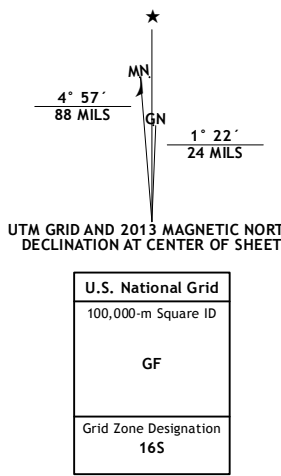 ★
MN.
GN
4° 57´
88 MILS
1° 22´
24 MILS
UTM GRID AND 2013 MAGNETIC NORT
DECLINATION AT CENTER OF SHEET
U.S. National Grid
100,000-m Square ID
GF
Grid Zone Designation
16S